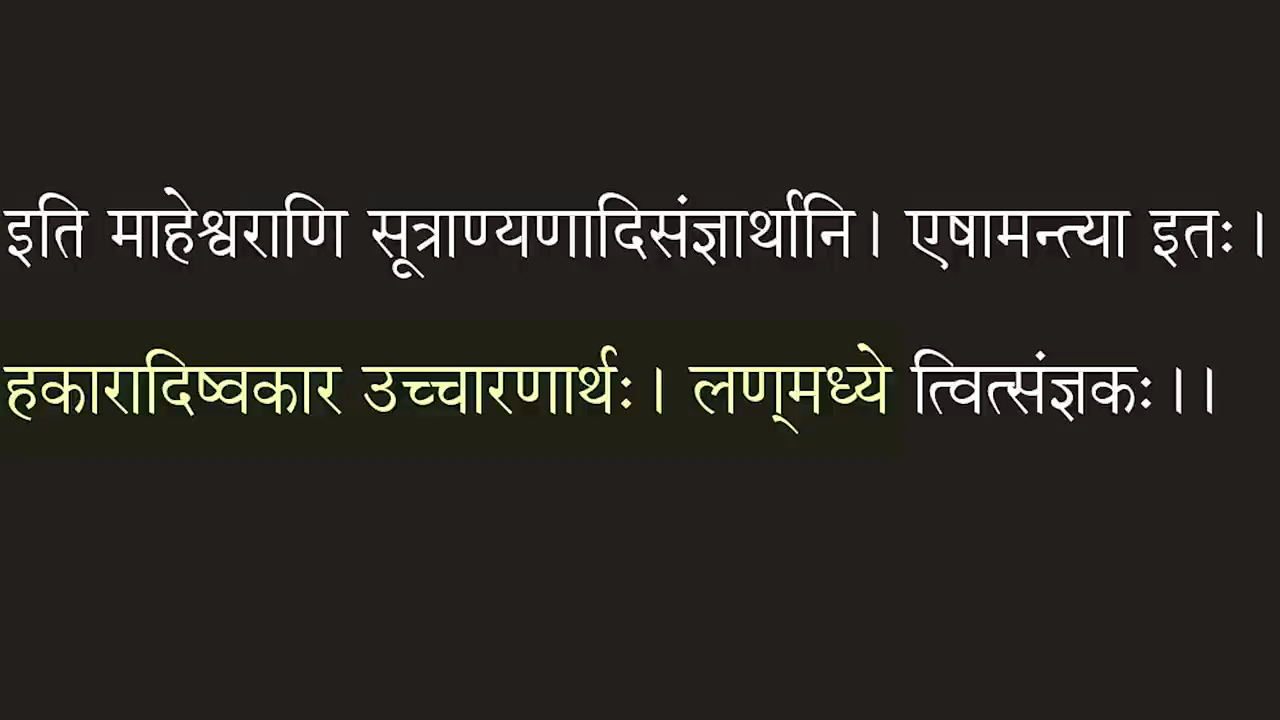 इति माहेश्वराणि सूत्राण्यणादिसंज्ञार्थानि। एषामन्त्या इतः।
हकारादिष्वकार उच्चारणार्थः। लण्मध्ये त्वित्संज्ञकः।।